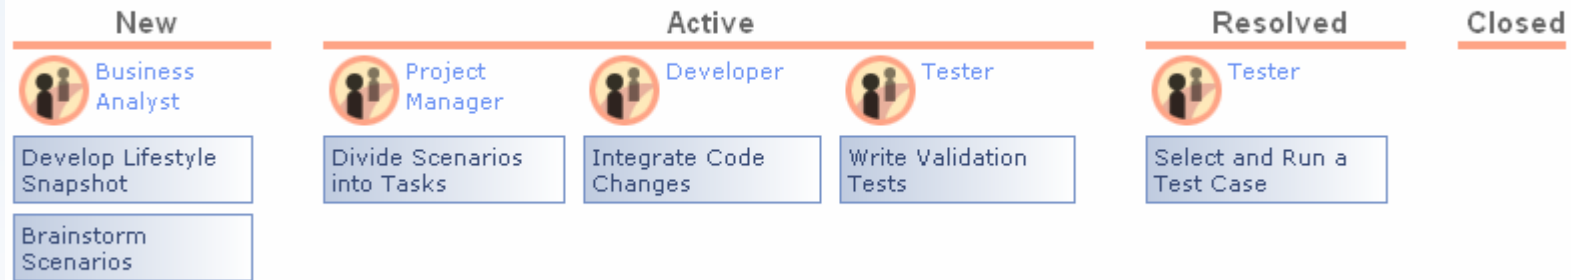 New
Active
Resolved
Closed
Business
Analyst
Project
Manager
Developer
Tester
Tester
Develop Lifestyle
Snapshot
Divide Scenarios
into Tasks
Integrate Code
Changes
Write Validation
Tests
Select and Run a
Test Case
Brainstorm
Scenarios